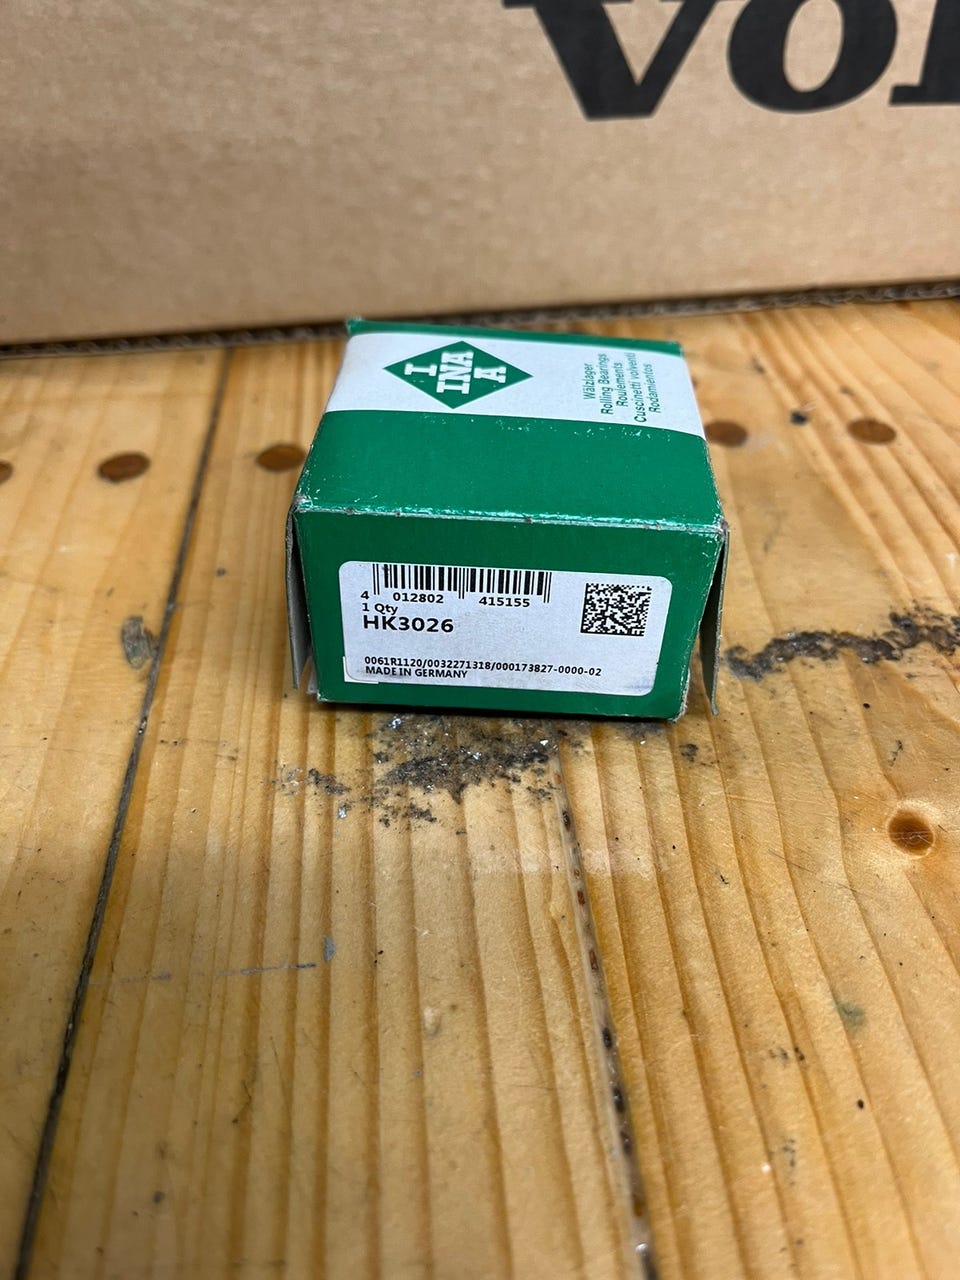 VOL
I
INA
A
Wälzlager
Rolling Bearings
Roulements
Cuscinetti volventi
Rodamientos
4 012802 415155
1 Qty
HK3026
0061R1120/0032271318/000173827-0000-02
MADE IN GERMANY